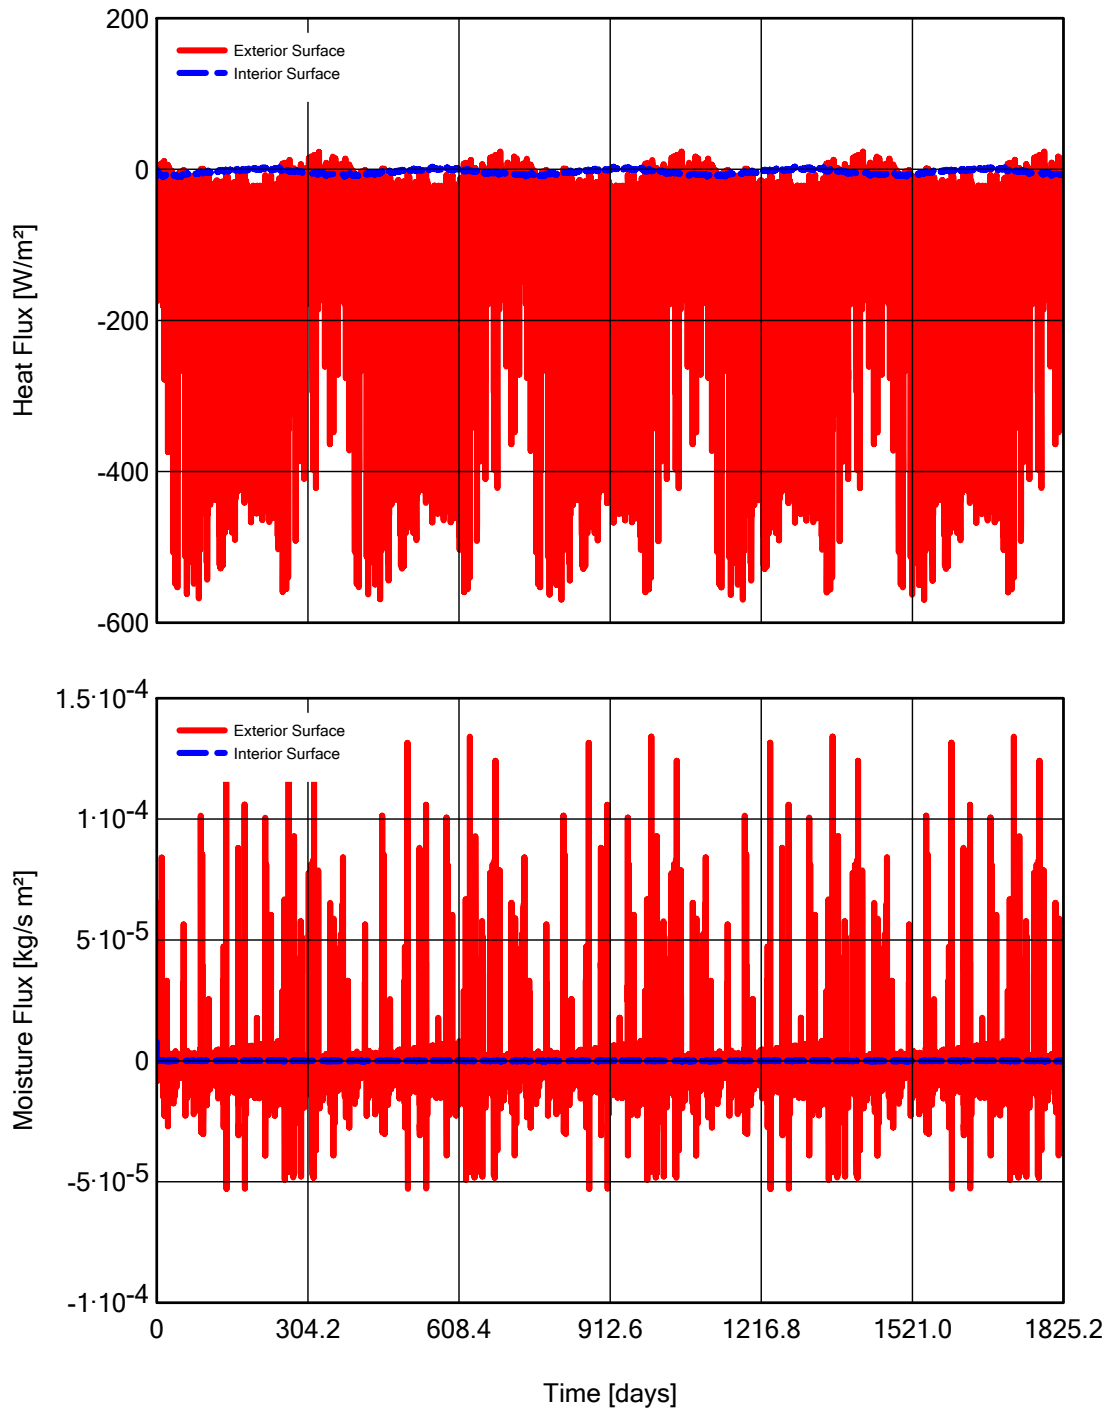 200
Exterior Surface
Interior Surface
0
-200
-400
-600
Heat Flux [W/m²]
1.5·10⁻⁴
Exterior Surface
Interior Surface
1·10⁻⁴
5·10⁻⁵
0
-5·10⁻⁵
-1·10⁻⁴
Moisture Flux [kg/s m²]
0 304.2 608.4 912.6 1216.8 1521.0 1825.2
Time [days]